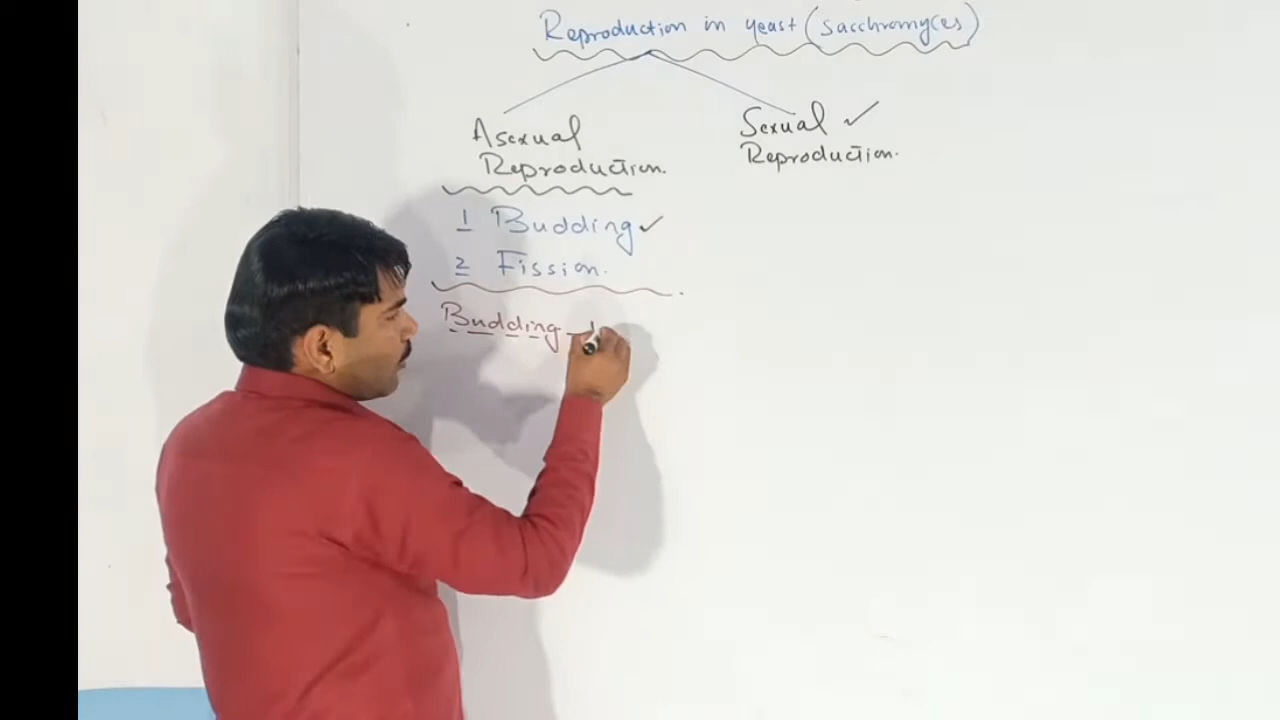 Reproduction in yeast (Sacchromyces)
Asexual
Reproduction.
Sexual ✓
Reproduction.
1 Budding ✓
2 Fission.
Budding